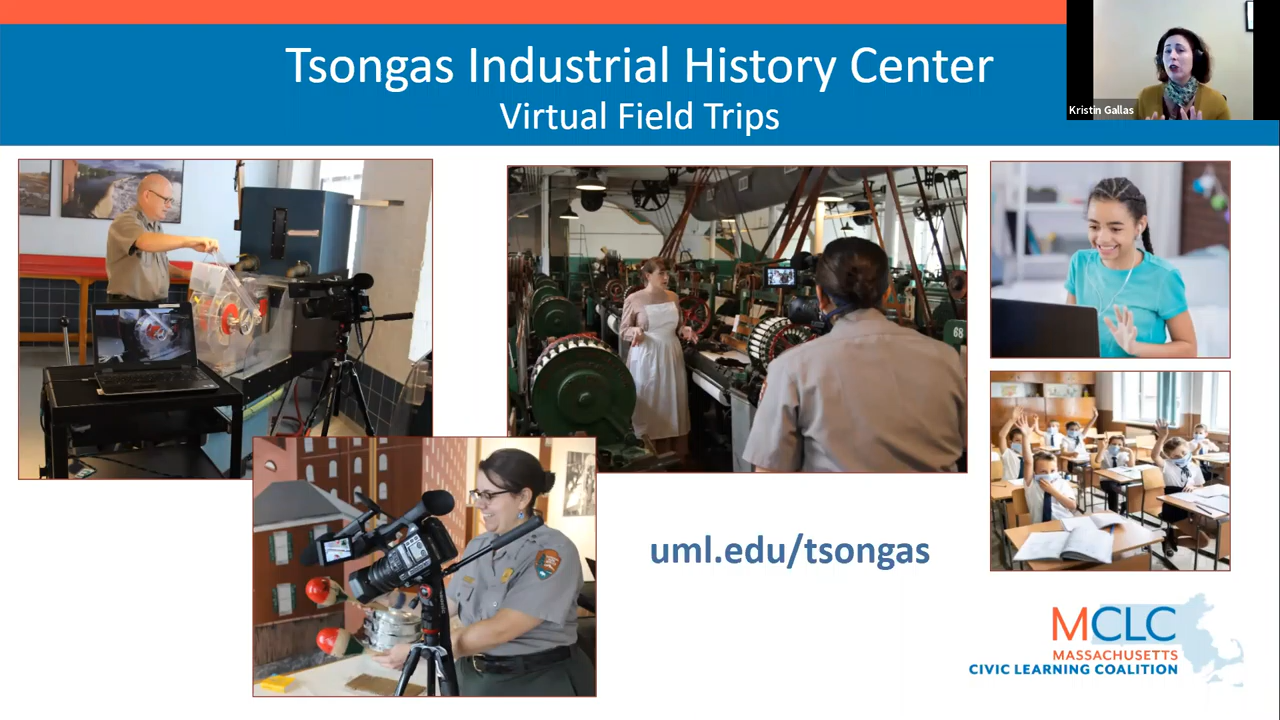 Tsongas Industrial History Center
Virtual Field Trips
Kristin Gallas
68
uml.edu/tsongas
MCLC
MASSACHUSETTS
CIVIC LEARNING COALITION